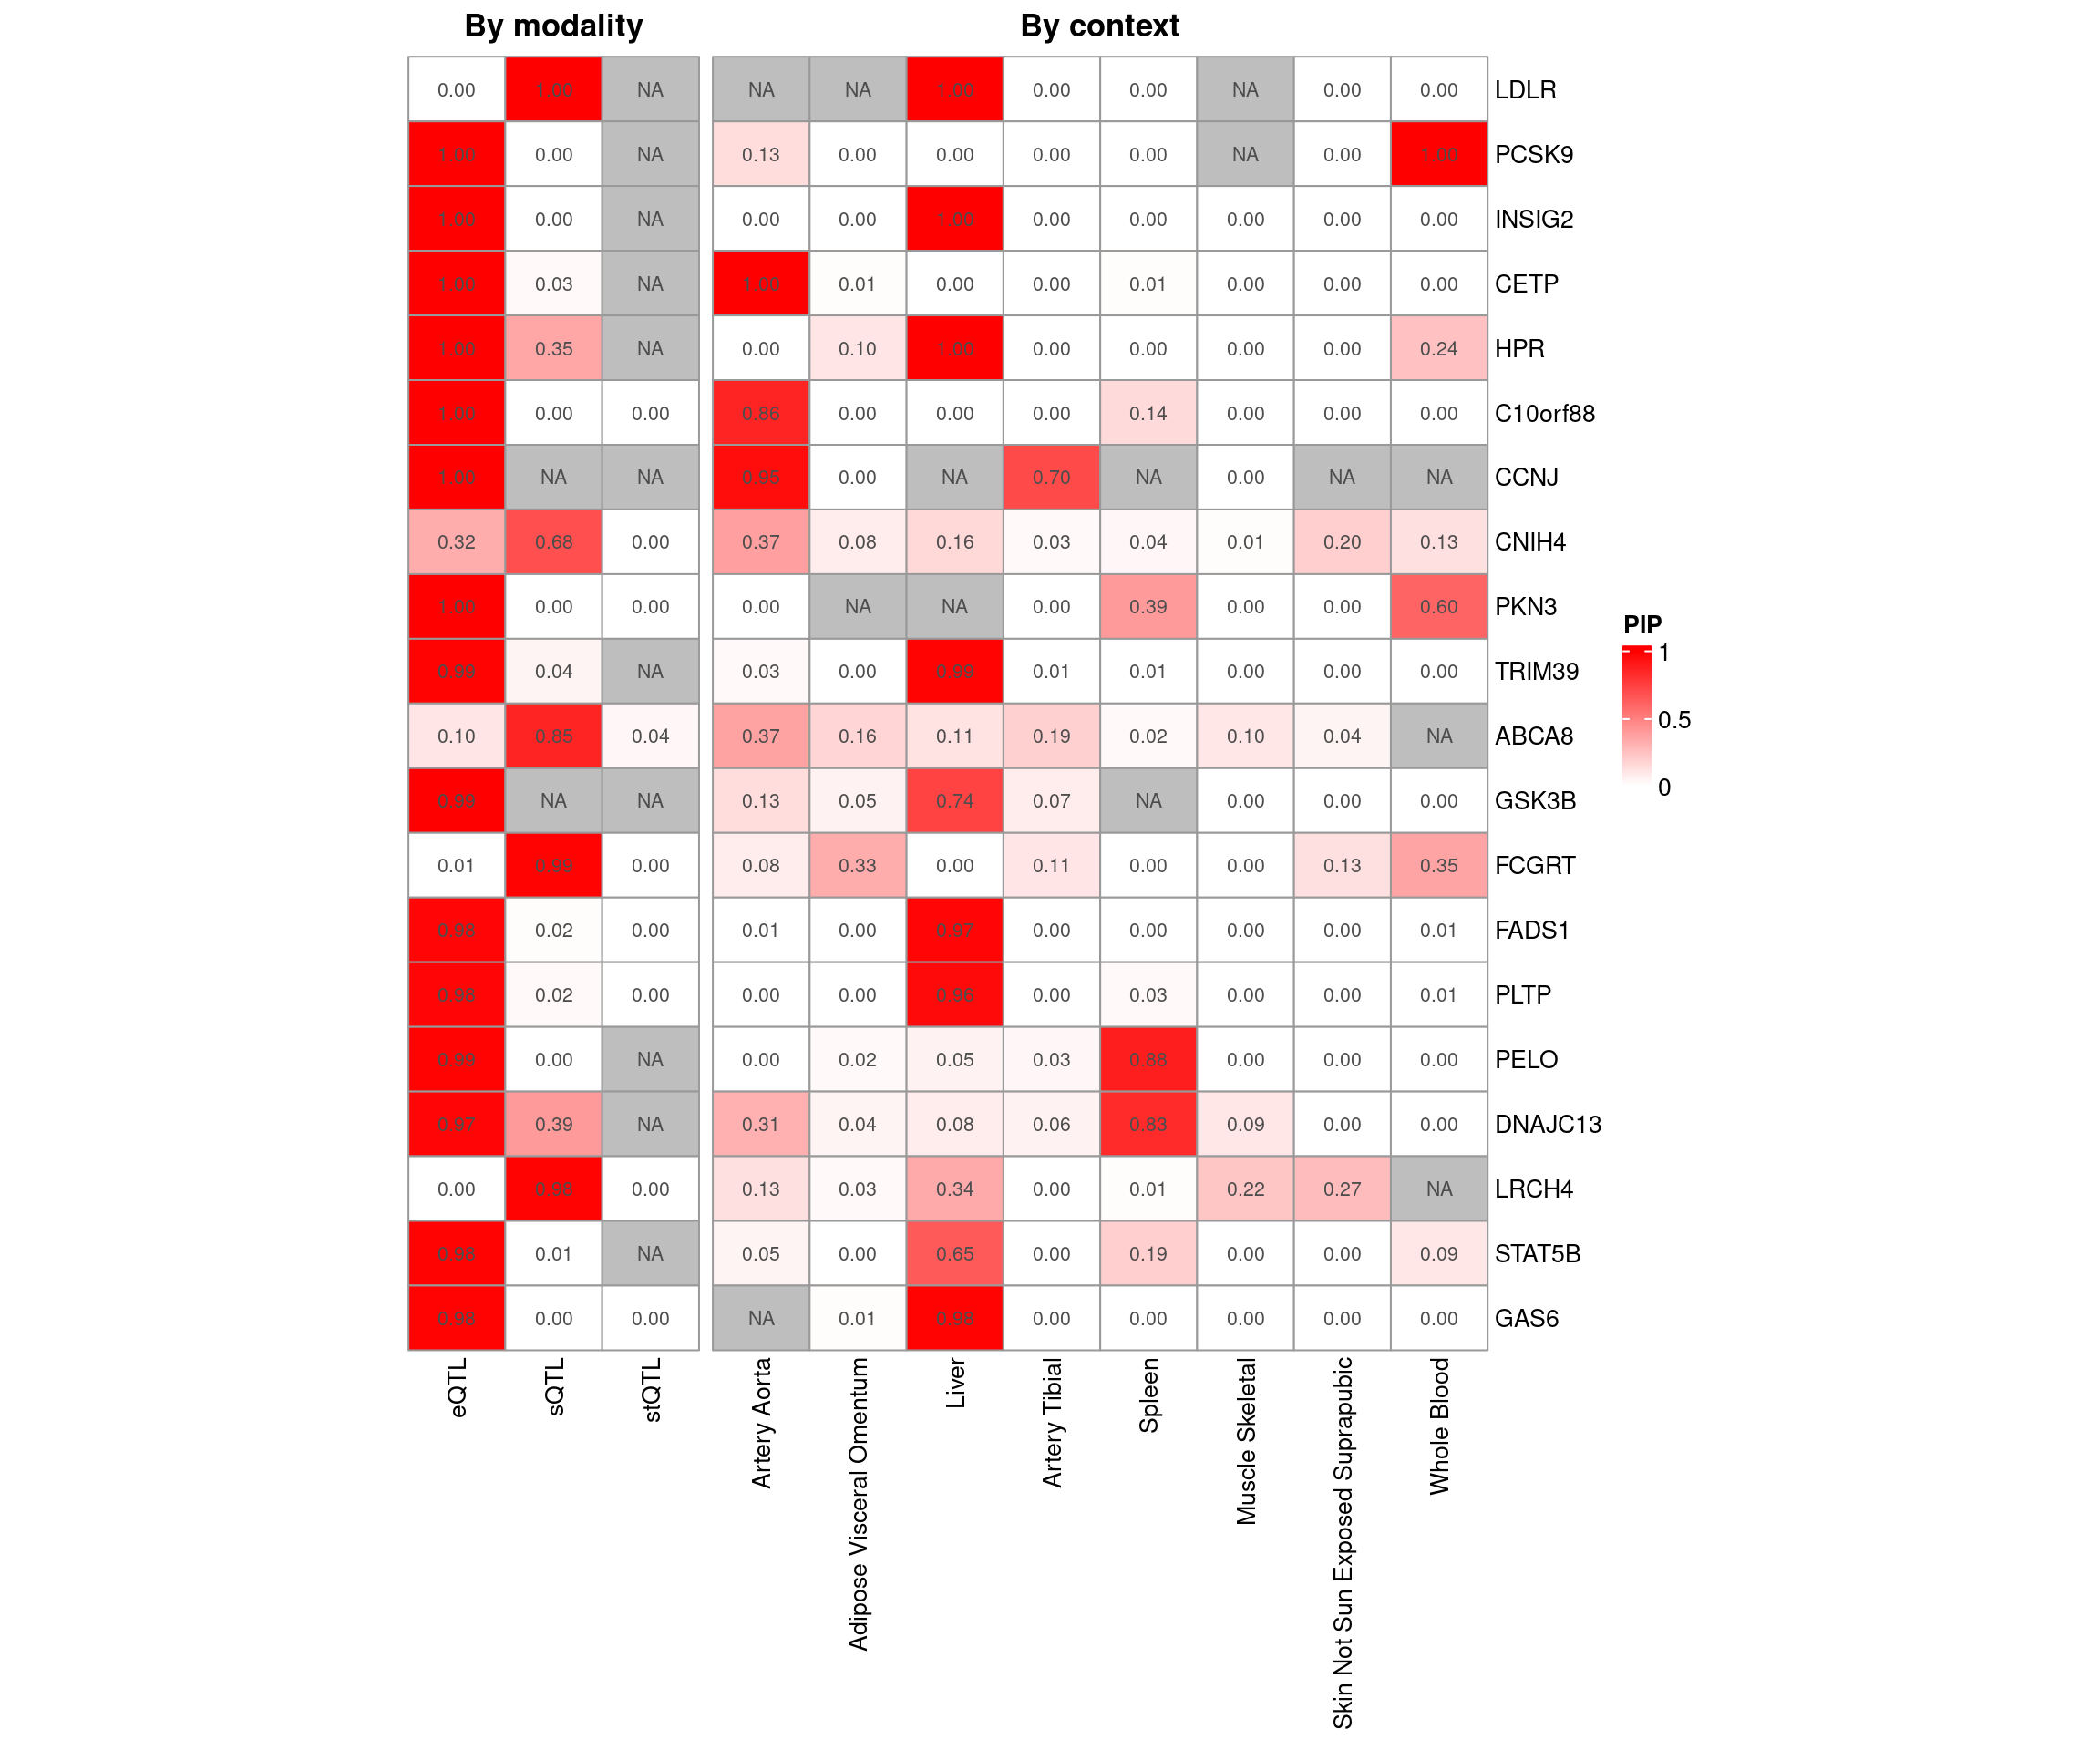 By modality By context
0.00 1.00 NA NA NA 1.00 0.00 0.00 NA 0.00 0.00 LDLR
1.00 0.00 NA 0.13 0.00 0.00 0.00 0.00 NA 0.00 1.00 PCSK9
1.00 0.00 NA 0.00 0.00 1.00 0.00 0.00 0.00 0.00 0.00 INSIG2
1.00 0.03 NA 1.00 0.01 0.00 0.00 0.01 0.00 0.00 0.00 CETP
1.00 0.35 NA 0.00 0.10 1.00 0.00 0.00 0.00 0.00 0.24 HPR
1.00 0.00 0.00 0.86 0.00 0.00 0.00 0.14 0.00 0.00 0.00 C10orf88
1.00 NA NA 0.95 0.00 NA 0.70 NA 0.00 NA NA CCNJ
0.32 0.68 0.00 0.37 0.08 0.16 0.03 0.04 0.01 0.20 0.13 CNIH4
1.00 0.00 0.00 0.00 NA NA 0.00 0.39 0.00 0.00 0.60 PKN3
0.99 0.04 NA 0.03 0.00 0.99 0.01 0.01 0.00 0.00 0.00 TRIM39
0.10 0.85 0.04 0.37 0.16 0.11 0.19 0.02 0.10 0.04 NA ABCA8
0.99 NA NA 0.13 0.05 0.74 0.07 NA 0.00 0.00 0.00 GSK3B
0.01 0.99 0.00 0.08 0.33 0.00 0.11 0.00 0.00 0.13 0.35 FCGRT
0.98 0.02 0.00 0.01 0.00 0.97 0.00 0.00 0.00 0.00 0.01 FADS1
0.98 0.02 0.00 0.00 0.00 0.96 0.00 0.03 0.00 0.00 0.01 PLTP
0.99 0.00 NA 0.00 0.02 0.05 0.03 0.88 0.00 0.00 0.00 PELO
0.97 0.39 NA 0.31 0.04 0.08 0.06 0.83 0.09 0.00 0.00 DNAJC13
0.00 0.98 0.00 0.13 0.03 0.34 0.00 0.01 0.22 0.27 NA LRCH4
0.98 0.01 NA 0.05 0.00 0.65 0.00 0.19 0.00 0.00 0.09 STAT5B
0.98 0.00 0.00 NA 0.01 0.98 0.00 0.00 0.00 0.00 0.00 GAS6
eQTL
sQTL
stQTL
Artery Aorta
Adipose Visceral Omentum
Liver
Artery Tibial
Spleen
Muscle Skeletal
Skin Not Sun Exposed Suprapubic
Whole Blood
PIP
1
0.5
0